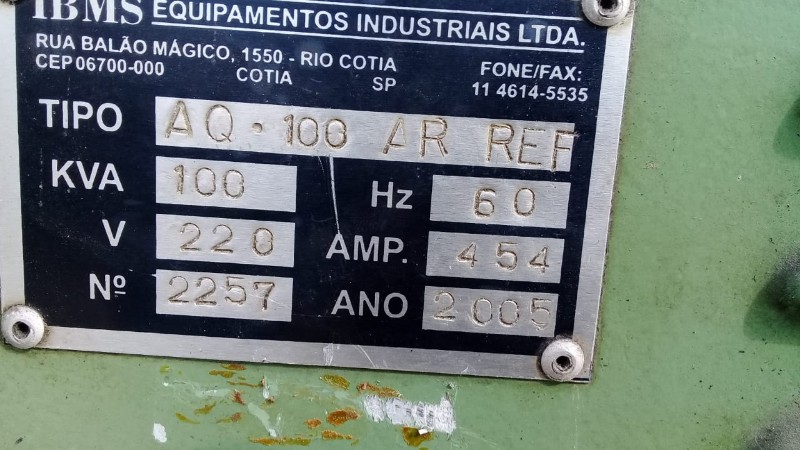 IBMS EQUIPAMENTOS INDUSTRIAIS LTDA.
RUA BALÃO MÁGICO, 1550 - RIO COTIA
CEP 06700-000 COTIA SP
FONE/FAX:
11 4614-5535
TIPO AQ - 100 AR REF
KVA 100 Hz 60
V 220 AMP. 454
Nº 2257 ANO 2005